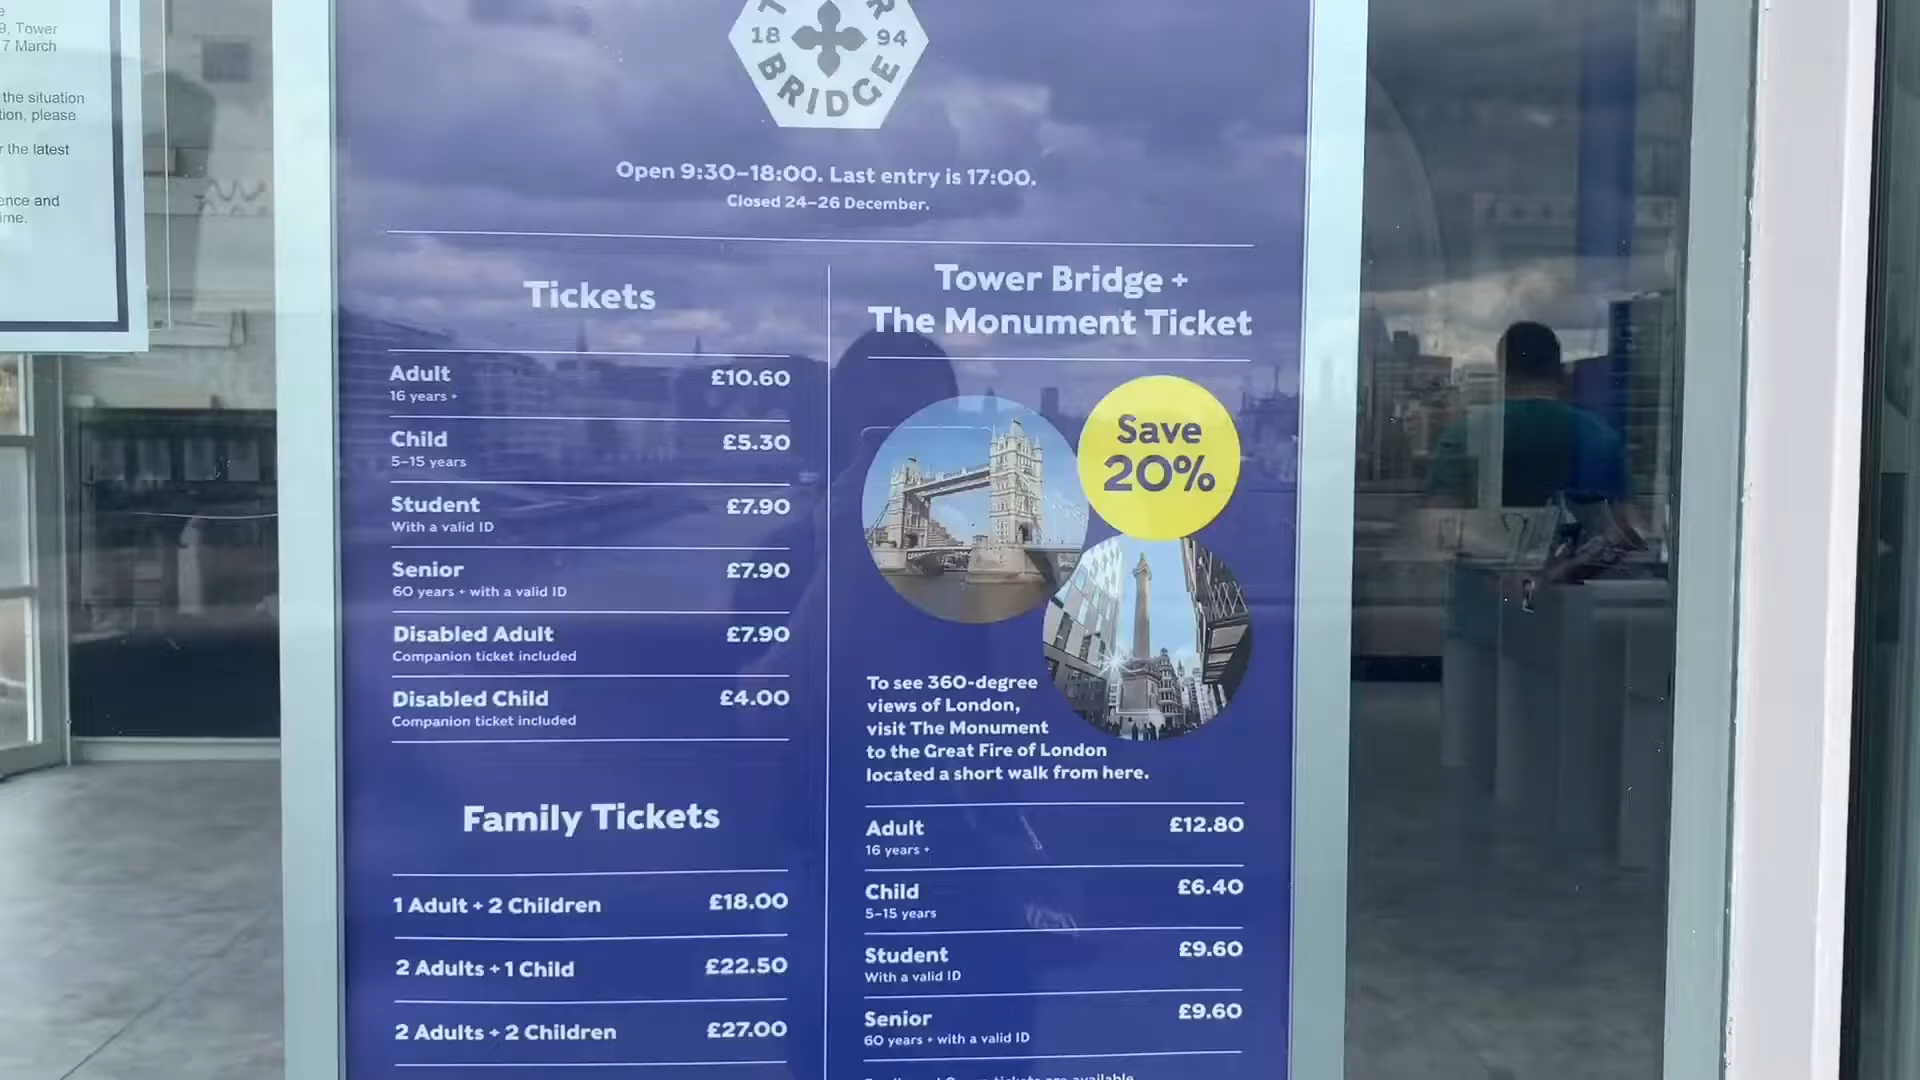 e
9, Tower
7 March
the situation
tion, please
r the latest
ence and
ime.
18 94
BRIDGE
Open 9:30–18:00. Last entry is 17:00.
Closed 24–26 December.
Tickets
Adult £10.60
16 years +
Child £5.30
5–15 years
Student £7.90
With a valid ID
Senior £7.90
60 years + with a valid ID
Disabled Adult £7.90
Companion ticket included
Disabled Child £4.00
Companion ticket included
Family Tickets
1 Adult + 2 Children £18.00
2 Adults + 1 Child £22.50
2 Adults + 2 Children £27.00
Tower Bridge +
The Monument Ticket
Save
20%
To see 360-degree
views of London,
visit The Monument
to the Great Fire of London
located a short walk from here.
Adult £12.80
16 years +
Child £6.40
5–15 years
Student £9.60
With a valid ID
Senior £9.60
60 years + with a valid ID
tickets are available